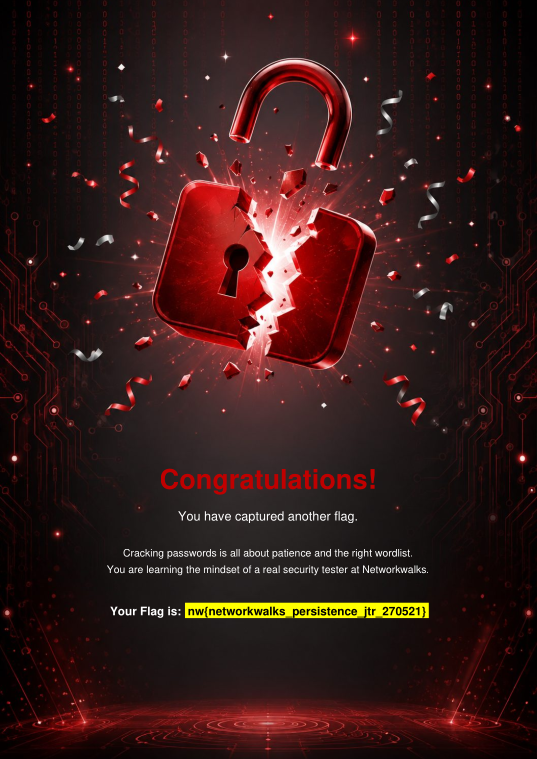 Congratulations!
You have captured another flag.
Cracking passwords is all about patience and the right wordlist.
You are learning the mindset of a real security tester at Networkwalks.
Your Flag is: nw{networkwalks_persistence_jtr_270521}